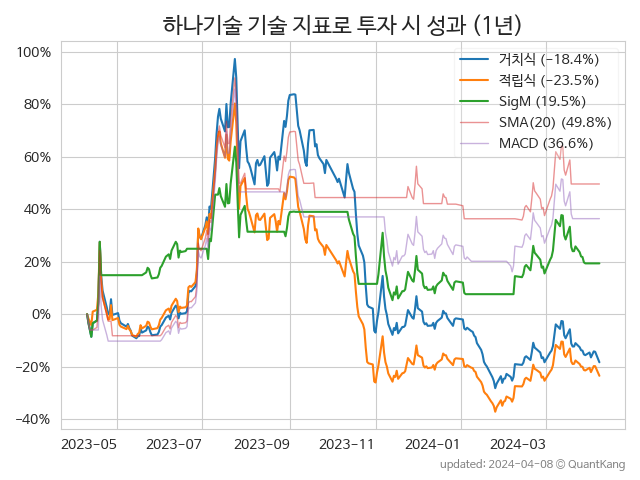 하나기술 기술 지표로 투자 시 성과 (1년)
100%
80%
60%
40%
20%
0%
−20%
−40%
거치식 (−18.4%)
적립식 (−23.5%)
SigM (19.5%)
SMA(20) (49.8%)
MACD (36.6%)
2023-05
2023-07
2023-09
2023-11
2024-01
2024-03
updated: 2024-04-08 © QuantKang